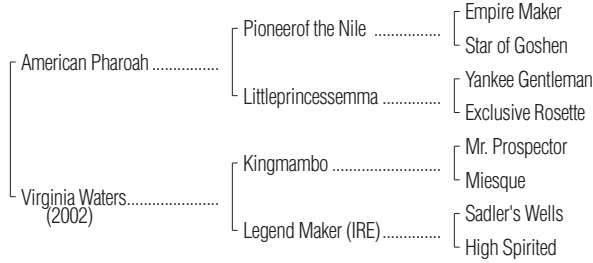 Empire Maker
Pioneerof the Nile ................
Star of Goshen
American Pharoah ................
Yankee Gentleman
Littleprincessemma ..............
Exclusive Rosette
Mr. Prospector
Kingmambo ..........................
Miesque
Virginia Waters......................
(2002)
Sadler's Wells
Legend Maker (IRE)..............
High Spirited